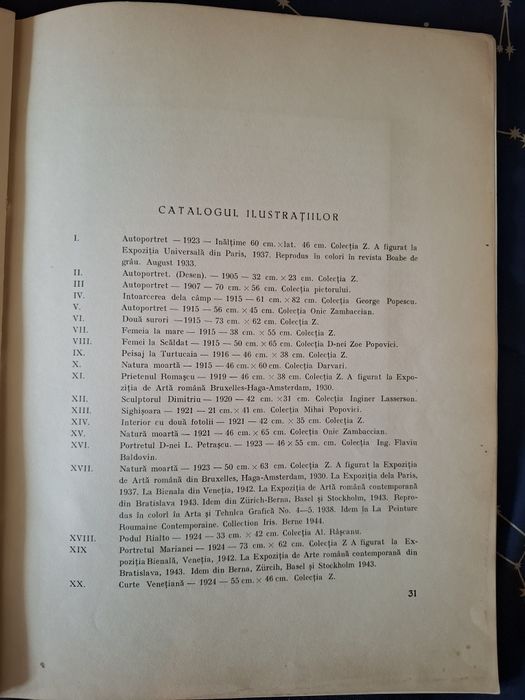 CATALOGUL ILUSTRAȚIILOR
I. Autoportret — 1923 — Inălțime 60 cm. × lat. 46 cm. Colecția Z. A figurat la
Expoziția Universală din Paris, 1937. Reprodus în colori în revista Boabe de
grâu. August 1933.
II. Autoportret. (Desen). — 1905 — 32 cm. × 23 cm. Colecția Z.
III Autoportret — 1907 — 70 cm. × 56 cm. Colecția pictorului.
IV. Intoarcerea dela câmp — 1915 — 61 cm. × 82 cm. Colecția George Popescu.
V. Autoportret — 1915 — 56 cm. × 45 cm. Colecția Onic Zambaccian.
VI. Două surori —1915 — 73 cm. × 62 cm. Colecția Z.
VII. Femeia la mare — 1915 — 38 cm. × 55 cm. Colecția Z.
VIII. Femei la Scăldat — 1915 — 50 cm. × 65 cm. Colecția D-nei Zoe Popovici.
IX. Peisaj la Turtucaia — 1916 — 46 cm. × 38 cm. Colecția Z.
X. Natura moartă — 1915 — 46 cm. × 60 cm. Colecția Darvari.
XI. Prietenul Romașcu — 1919 — 46 cm. × 38 cm. Colecția Z. A figurat la Expo-
ziția de Artă română Bruxelles-Haga-Amsterdam, 1930.
XII. Sculptorul Dimitriu — 1920 — 42 cm. ×31 cm. Colecția Inginer Lasserson.
XIII. Sighișoara — 1921 — 21 cm. × 41 cm. Colecția Mihai Popovici.
XIV. Interior cu două fotolii — 1921 — 42 cm. × 35 cm. Colecția Z.
XV. Natură moartă — 1921 — 46 cm. × 65 cm. Colecția Onic Zambaccian.
XVI. Portretul D-nei L. Petrașcu. — 1923 — 46 × 55 cm. cm. Colecția Ing. Flaviu
Baldovin.
XVII. Natură moartă — 1923 — 50 cm. × 63 cm. Colecția Z. A figurat la Expoziția
de Artă română din Bruxelles, Haga-Amsterdam, 1930. La Expoziția dela Paris,
1937. La Bienala din Veneția, 1942. La Expoziția de Artă română contemporană
din Bratislava 1943. Idem din Zürich-Berna, Basel și Stockholm, 1943. Repro-
dus în colori în Arta și Tehnica Grafică No. 4—5. 1938. Idem în La Peinture
Roumaine Contemporaine. Collection Iris. Berne 1944.
XVIII. Podul Rialto — 1924 — 33 cm. × 42 cm. Colecția Al. Rășcanu.
XIX Portretul Marianei — 1924 — 73 cm. × 62 cm. Colecția Z A figurat la Ex-
poziția Bienală, Veneția, 1942. La Expoziția de Arte română contemporană din
Bratislava, 1943. Idem din Berna, Zürcih, Basel și Stockholm 1943.
XX. Curte Venețiană — 1924 — 55 cm. × 46 cm. Colecția Z.
31